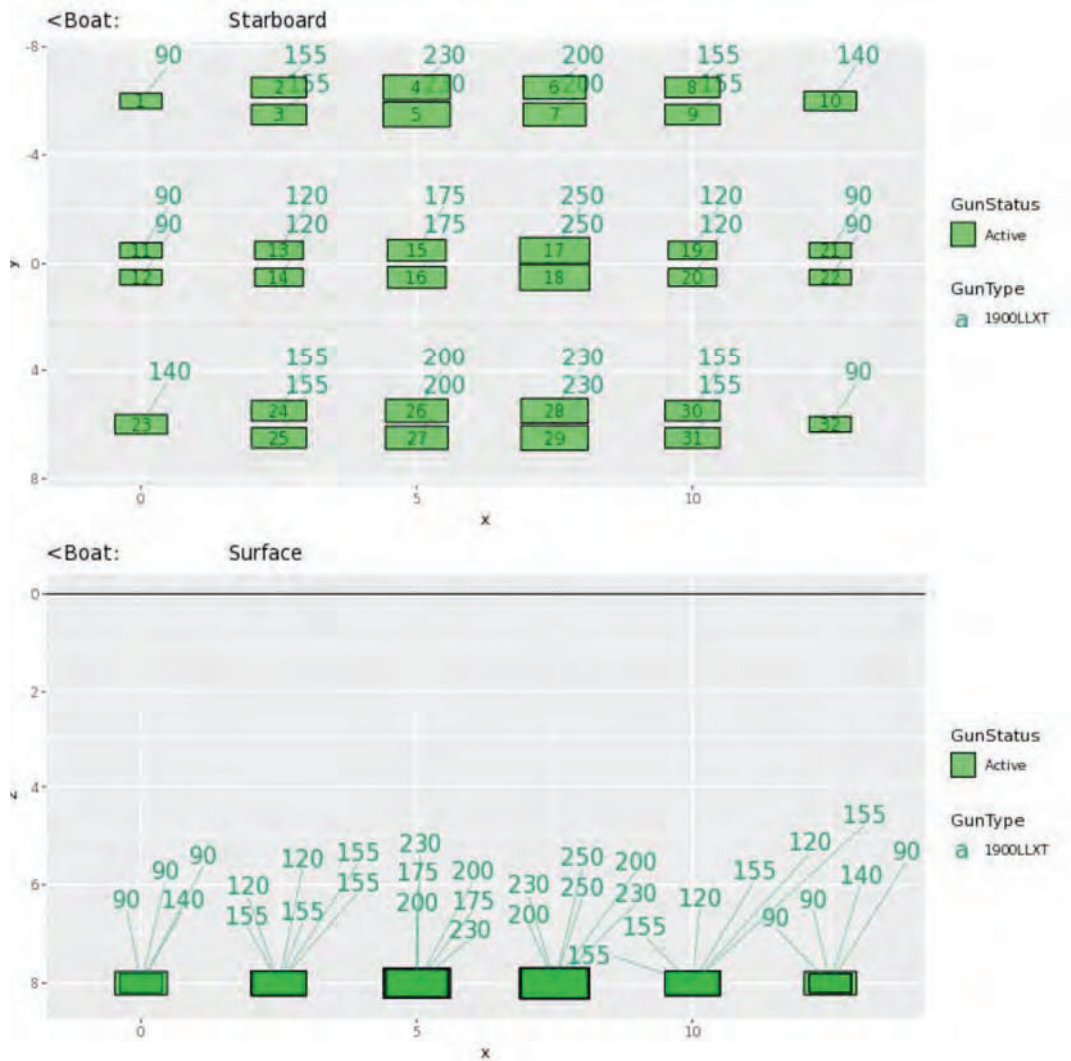 <Boat: Starboard
90 155 230 200 155 140
-8
155 230 200 155
1 2 4 6 8 10
3 5 7 9
-4
90 120 175 250 120 90
90 120 175 250 120 90
11 13 15 17 19 21
0
12 14 16 18 20 22
155 200 230 155
4
140 155 200 230 155 90
24 26 28 30
23 32
25 27 29 31
8
0 5 10
x
y
GunStatus
Active
GunType
a 1900LLXT
<Boat: Surface
0
2
4
155
230 120
90 120 155 250 200 90
90 175 200 155 140
6
120 155 230 250 230 120
90 140 155 155 200 175 200 155 90 90
230
155
8
0 5 10
x
GunStatus
Active
GunType
a 1900LLXT